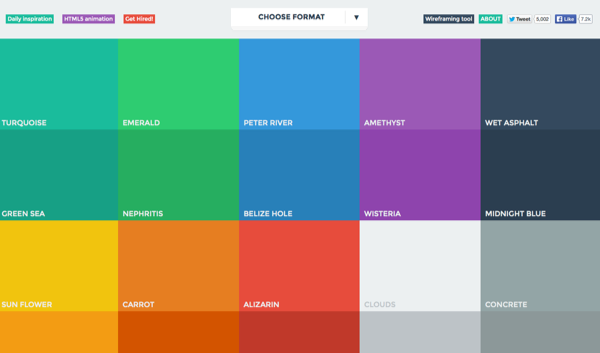 Daily inspiration HTML5 animation Get Hired! CHOOSE FORMAT ▼ Wireframing tool ABOUT Tweet 5,002 Like 7.2k
TURQUOISE EMERALD PETER RIVER AMETHYST WET ASPHALT
GREEN SEA NEPHRITIS BELIZE HOLE WISTERIA MIDNIGHT BLUE
SUN FLOWER CARROT ALIZARIN CLOUDS CONCRETE